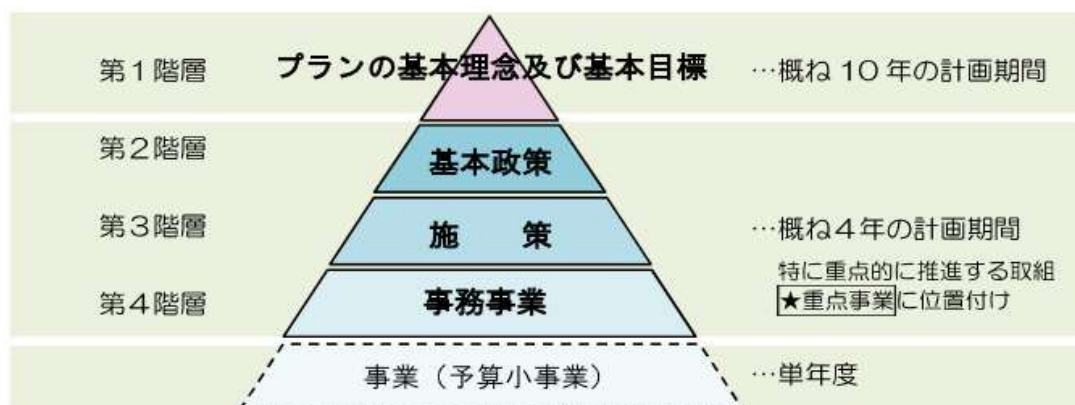 第1階層 プランの基本理念及び基本目標 …概ね 10 年の計画期間
第2階層 基本政策
第3階層 施 策 …概ね4年の計画期間
特に重点的に推進する取組
第4階層 事務事業 ★重点事業に位置付け
事業(予算小事業) …単年度